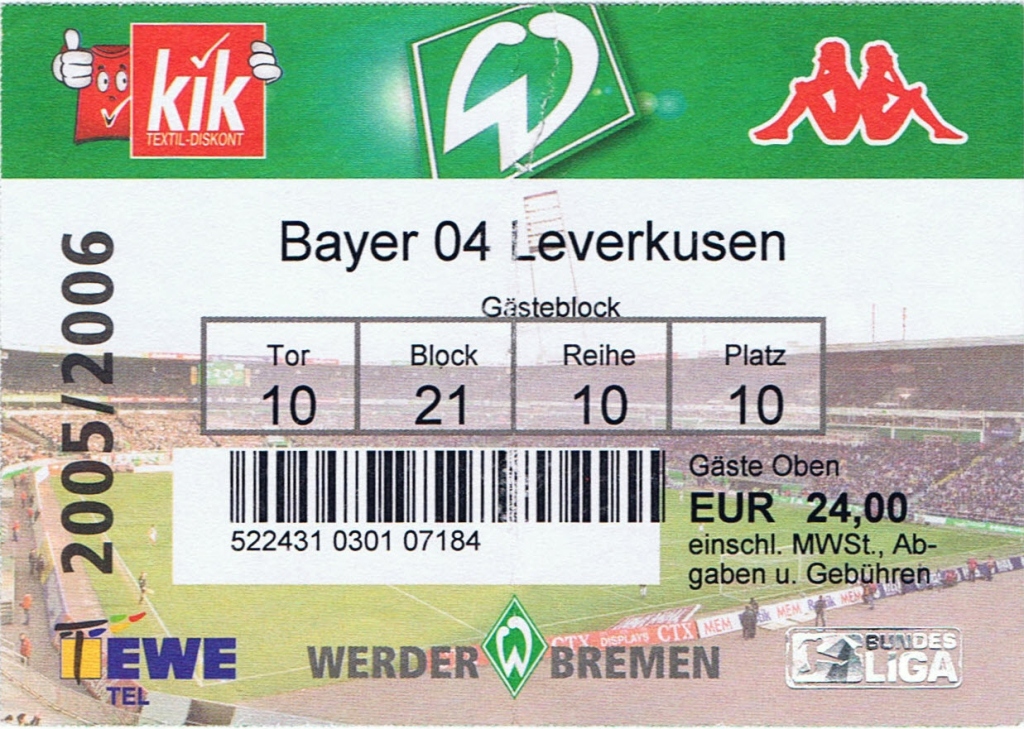 kik
TEXTIL-DISKONT
Bayer 04 Leverkusen
Gästeblock
Tor Block Reihe Platz
10 21 10 10
2005/2006
522431 0301 07184
Gäste Oben
EUR 24,00
einschl. MWSt., Ab-
gaben u. Gebühren
CTX DISPLAYS CTX MEM MEM
EWE
TEL
WERDER W BREMEN
BUNDES
LIGA